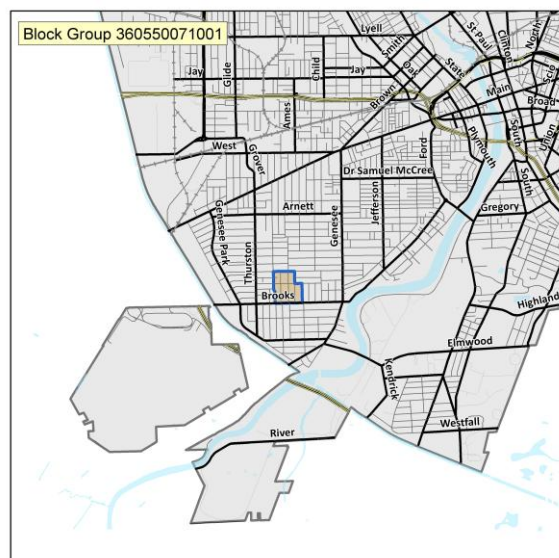 Block Group 360550071001
Lyell
Smith
St Paul
Clinton
North
Jay
Glide
Child
Jay
Oak
State
Scio
Ames
Brown
Main
Broad
West
Grover
Ford
Plymouth
South
Union
Dr Samuel McCree
South
Genesee Park
Arnett
Genesee
Jefferson
Gregory
Thurston
Brooks
Highland
Elmwood
Kendrick
Westfall
River